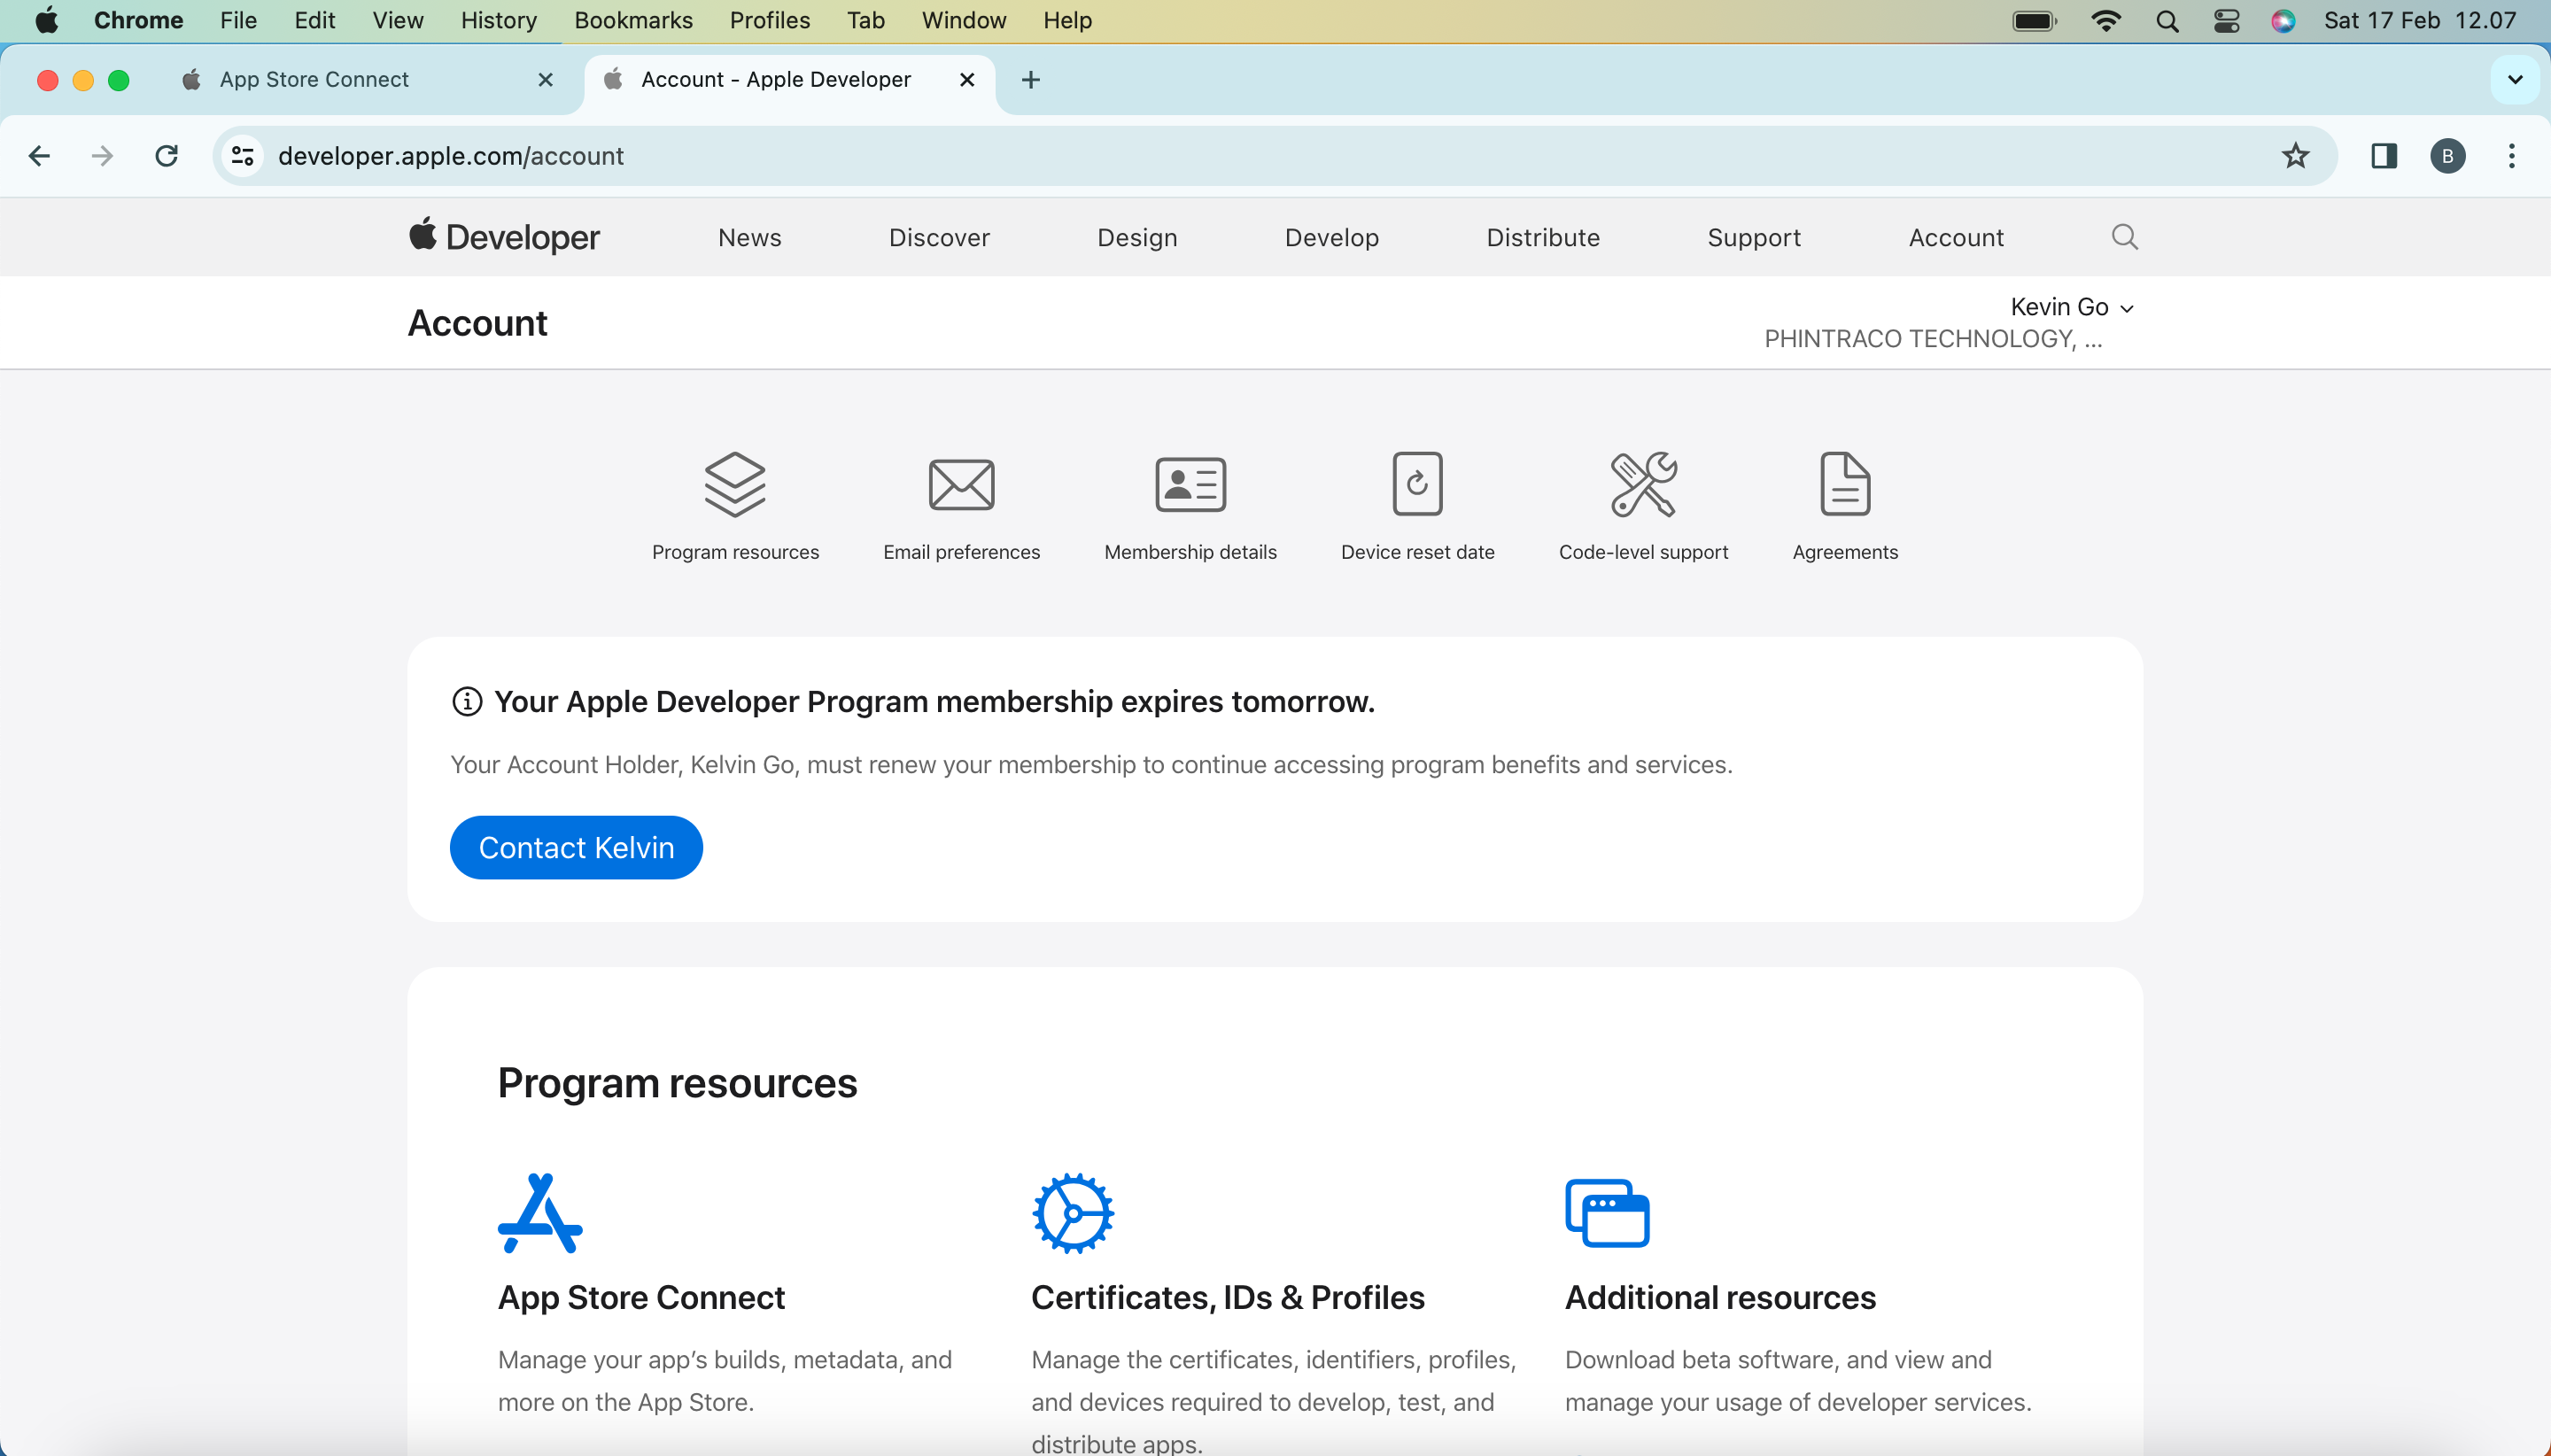 Chrome File Edit View History Bookmarks Profiles Tab Window Help Sat 17 Feb 12.07
App Store Connect Account - Apple Developer
developer.apple.com/account B
Developer News Discover Design Develop Distribute Support Account
Account
Kevin Go
PHINTRACO TECHNOLOGY, ...
Program resources Email preferences Membership details Device reset date Code-level support Agreements
Your Apple Developer Program membership expires tomorrow.
Your Account Holder, Kelvin Go, must renew your membership to continue accessing program benefits and services.
Contact Kelvin
Program resources
App Store Connect
Manage your app’s builds, metadata, and
more on the App Store.
Certificates, IDs & Profiles
Manage the certificates, identifiers, profiles,
and devices required to develop, test, and
distribute apps.
Additional resources
Download beta software, and view and
manage your usage of developer services.